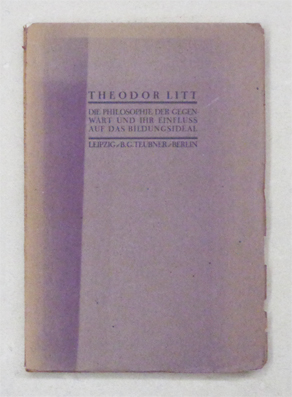 THEODOR LITT
DIE PHILOSOPHIE DER GEGEN
WART UND IHR EINFLUSS
AUF DAS BILDUNGSIDEAL
LEIPZIG / B. G. TEUBNER / BERLIN